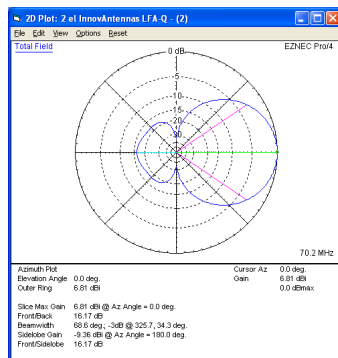 2D Plot: 2 el InnovAntennas LFA-Q - (2)
File Edit View Options Reset
Total Field
EZNEC Pro/4
0 dB
-5
-10
-15
-20
-30
70.2 MHz
Azimuth Plot
Cursor Az 0.0 deg.
Elevation Angle 0.0 deg.
Gain 6.81 dBi
Outer Ring 6.81 dBi
0.0 dBmax
Slice Max Gain 6.81 dBi @ Az Angle = 0.0 deg.
Front/Back 16.17 dB
Beamwidth 68.6 deg.; -3dB @ 325.7, 34.3 deg.
Sidelobe Gain -9.36 dBi @ Az Angle = 180.0 deg.
Front/Sidelobe 16.17 dB